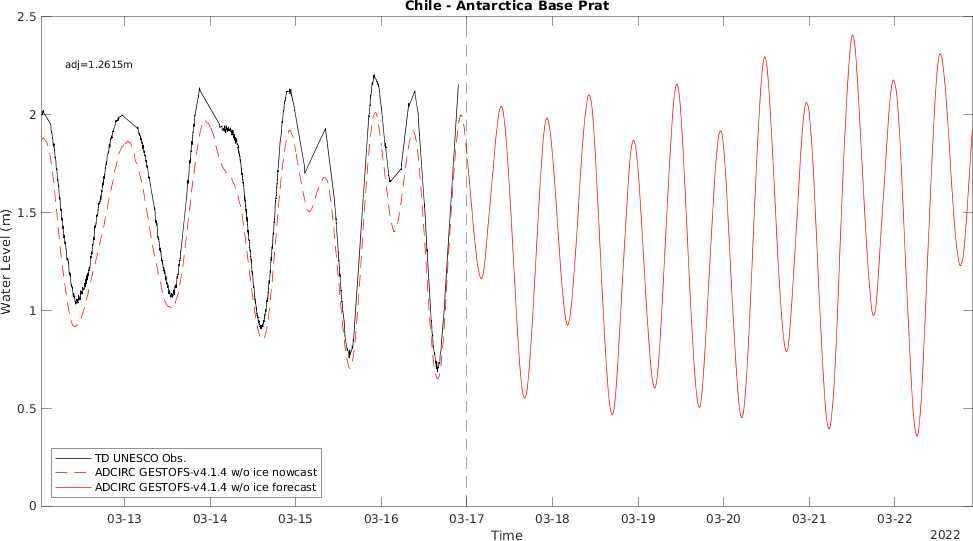 Chile - Antarctica Base Prat
2.5
adj=1.2615m
2
1.5
Water Level (m)
1
0.5
TD UNESCO Obs.
ADCIRC GESTOFS-v4.1.4 w/o ice nowcast
ADCIRC GESTOFS-v4.1.4 w/o ice forecast
0
03-13 03-14 03-15 03-16 03-17 03-18 03-19 03-20 03-21 03-22
Time
2022